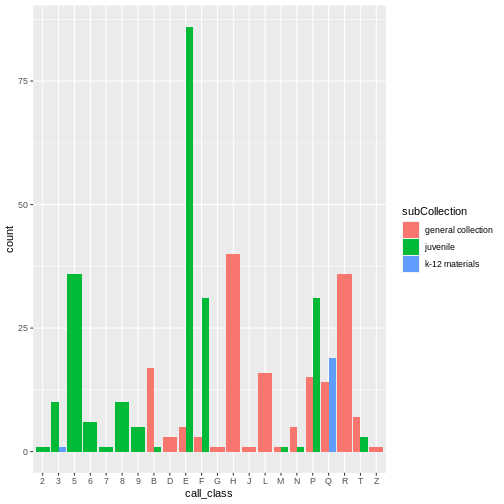 75
50
25
0
count
2 3 5 6 7 8 9 B D E F G H J L M N P Q R T Z
call_class
subCollection
general collection
juvenile
k-12 materials